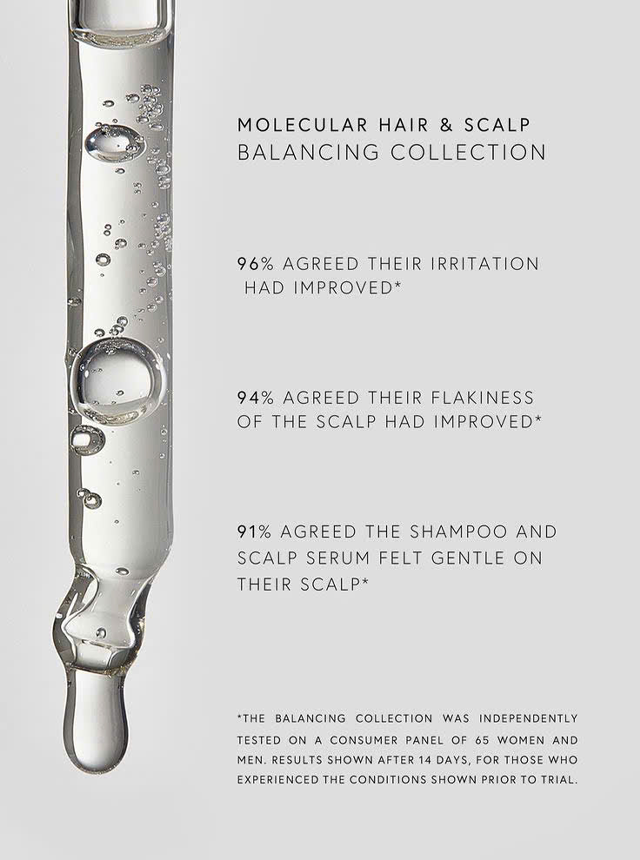 MOLECULAR HAIR & SCALP
BALANCING COLLECTION
96% AGREED THEIR IRRITATION
HAD IMPROVED*
94% AGREED THEIR FLAKINESS
OF THE SCALP HAD IMPROVED*
91% AGREED THE SHAMPOO AND
SCALP SERUM FELT GENTLE ON
THEIR SCALP*
*THE BALANCING COLLECTION WAS INDEPENDENTLY
TESTED ON A CONSUMER PANEL OF 65 WOMEN AND
MEN. RESULTS SHOWN AFTER 14 DAYS, FOR THOSE WHO
EXPERIENCED THE CONDITIONS SHOWN PRIOR TO TRIAL.